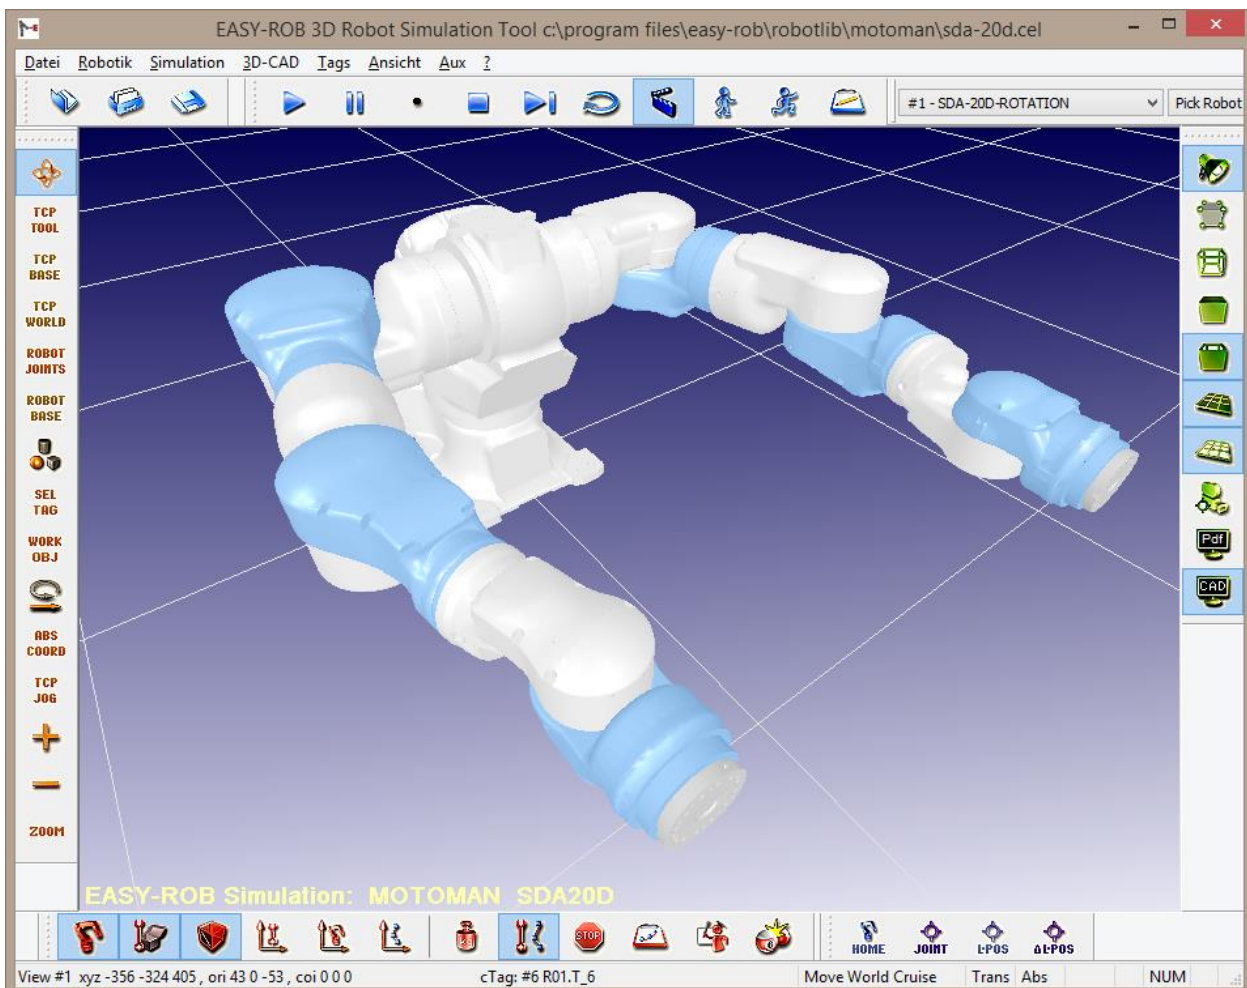 EASY-ROB 3D Robot Simulation Tool c:\program files\easy-rob\robotlib\motoman\sda-20d.cel
Datei Robotik Simulation 3D-CAD Tags Ansicht Aux ?
#1 - SDA-20D-ROTATION Pick Robot
TCP
TOOL
TCP
BASE
TCP
WORLD
ROBOT
JOINTS
ROBOT
BASE
SEL
TAG
WORK
OBJ
ABS
COORD
TCP
JOG
ZOOM
Pdf
CAD
EASY-ROB Simulation: MOTOMAN SDA20D
STOP
HOME JOINT L-POS ΔL-POS
View #1 xyz -356 -324 405 , ori 43 0 -53 , coi 0 0 0 cTag: #6 R01.T_6 Move World Cruise Trans Abs NUM